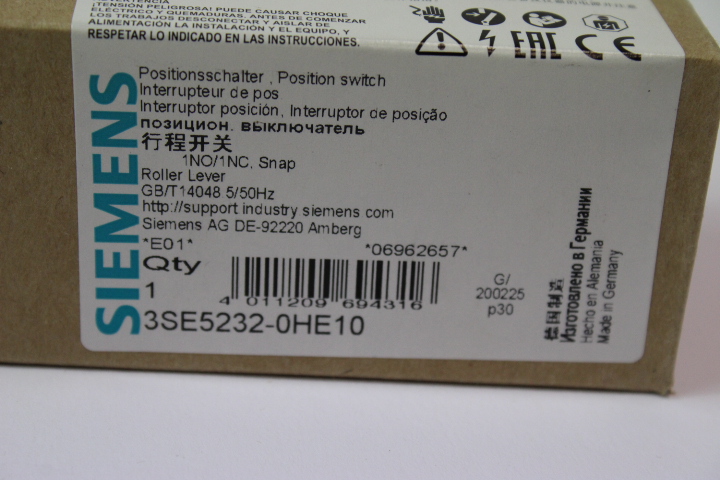 ¡TENSIÓN PELIGROSA! PUEDE CAUSAR CHOQUE
ELÉCTRICO Y QUEMADURAS. ANTES DE COMENZAR
LOS TRABAJOS DESCONECTAR Y AISLAR DE
ALIMENTACIÓN LA INSTALACIÓN Y EL EQUIPO.
RESPETAR LO INDICADO EN LAS INSTRUCCIONES.
EAC CE
SIEMENS
Positionsschalter , Position switch
Interrupteur de pos
Interruptor posición, Interruptor de posição
позицион. выключатель
行程开关
1NO/1NC, Snap
Roller Lever
GB/T14048.5/50Hz
http://support industry siemens com
Siemens AG DE-92220 Amberg
*E01* *06962657*
Qty
1
4 011209 694316
3SE5232-0HE10
G/
200225
p30
德国制造
Изготовлено в Германии
Hecho en Alemania
Made in Germany